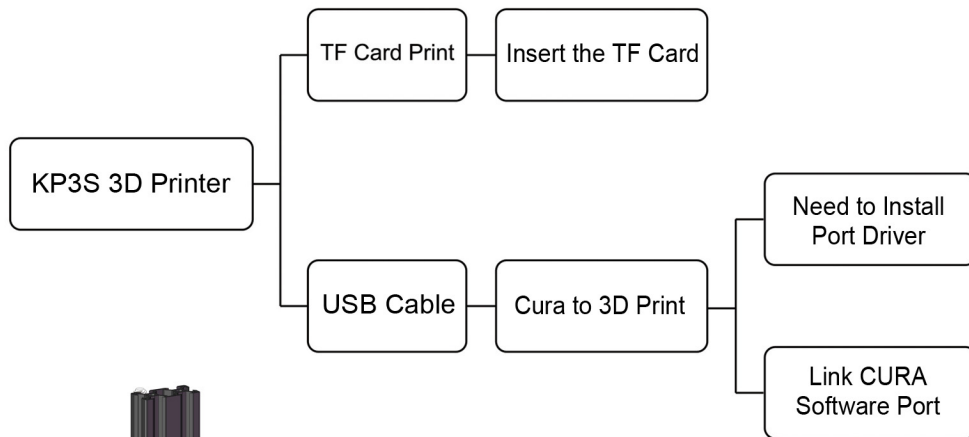 TF Card Print
Insert the TF Card
KP3S 3D Printer
Need to Install
Port Driver
USB Cable
Cura to 3D Print
Link CURA
Software Port